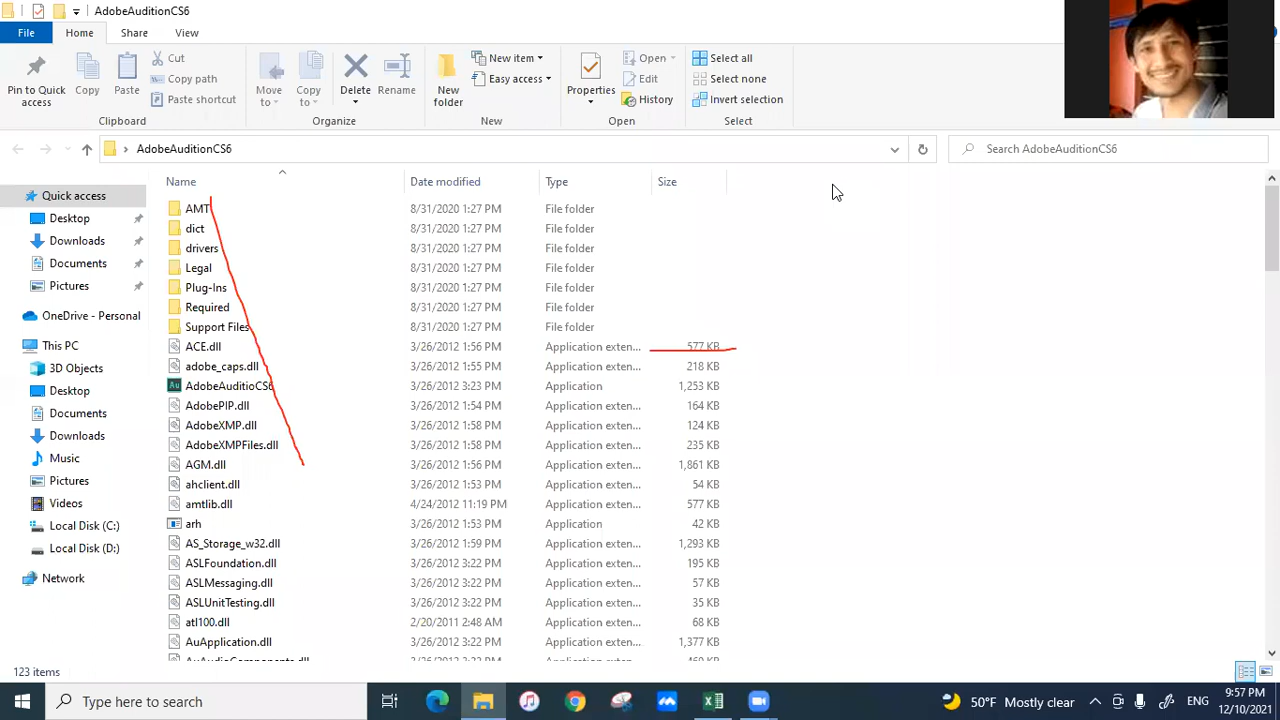 AdobeAuditionCS6
File Home Share View
Pin to Quick access
Copy
Paste
Cut
Copy path
Paste shortcut
Move to
Copy to
Delete
Rename
New folder
New item
Easy access
Properties
Open
Edit
History
Select all
Select none
Invert selection
Clipboard Organize New Open Select
AdobeAuditionCS6
Search AdobeAuditionCS6
Quick access
Desktop
Downloads
Documents
Pictures
OneDrive - Personal
This PC
3D Objects
Desktop
Documents
Downloads
Music
Pictures
Videos
Local Disk (C:)
Local Disk (D:)
Network
Name Date modified Type Size
AMT 8/31/2020 1:27 PM File folder
dict 8/31/2020 1:27 PM File folder
drivers 8/31/2020 1:27 PM File folder
Legal 8/31/2020 1:27 PM File folder
Plug-Ins 8/31/2020 1:27 PM File folder
Required 8/31/2020 1:27 PM File folder
Support Files 8/31/2020 1:27 PM File folder
ACE.dll 3/26/2012 1:56 PM Application exten... 577 KB
adobe_caps.dll 3/26/2012 1:55 PM Application exten... 218 KB
AdobeAuditioCS6 3/26/2012 3:23 PM Application 1,253 KB
AdobePIP.dll 3/26/2012 1:54 PM Application exten... 164 KB
AdobeXMP.dll 3/26/2012 1:58 PM Application exten... 124 KB
AdobeXMPFiles.dll 3/26/2012 1:58 PM Application exten... 235 KB
AGM.dll 3/26/2012 1:56 PM Application exten... 1,861 KB
ahclient.dll 3/26/2012 1:53 PM Application exten... 54 KB
amtlib.dll 4/24/2012 11:19 PM Application exten... 577 KB
arh 3/26/2012 1:53 PM Application 42 KB
AS_Storage_w32.dll 3/26/2012 1:59 PM Application exten... 1,293 KB
ASLFoundation.dll 3/26/2012 3:22 PM Application exten... 195 KB
ASLMessaging.dll 3/26/2012 3:22 PM Application exten... 57 KB
ASLUnitTesting.dll 3/26/2012 3:22 PM Application exten... 35 KB
atl100.dll 2/20/2011 2:48 AM Application exten... 68 KB
AuApplication.dll 3/26/2012 3:22 PM Application exten... 1,377 KB
123 items
Type here to search
50°F Mostly clear
ENG
9:57 PM
12/10/2021